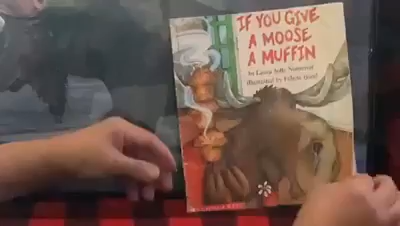 IF YOU GIVE
A MOOSE
A MUFFIN
by Laura Joffe Numeroff
illustrated by Felicia Bond